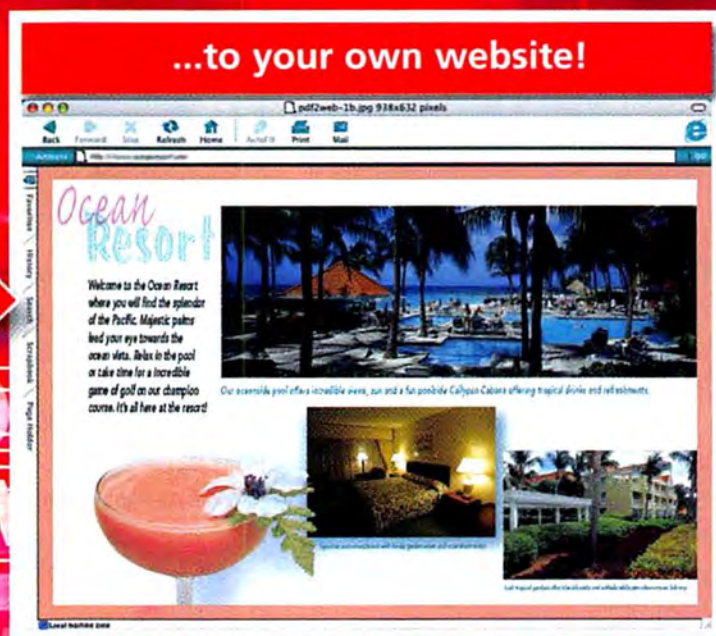 ...to your own website!
pdf2web-1b.jpg 938x632 pixels
Back Forward Stop Refresh Home AutoFill Print Mail
Address
Favorites
History
Search
Scrapbook
Page Holder
Ocean
Resort
Welcome to the Ocean Resort
where you will find the splendor
of the Pacific. Majestic palms
lead your eye towards the
ocean vista. Relax in the pool
or take time for a incredible
game of golf on our champion
course. It's all here at the resort!
Our oceanside pool offers incredible views, sun and a fun poolside Callypso Cabana offering tropical drinks and refreshments.
Local machine zone